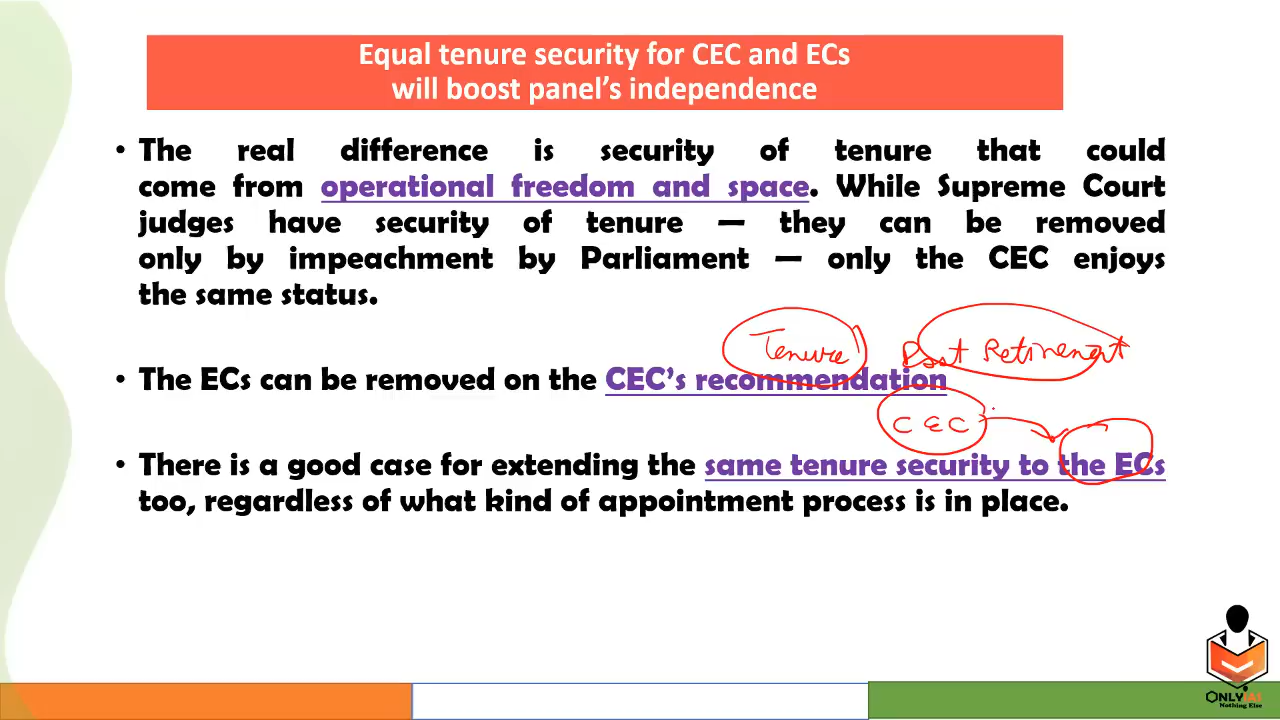 Equal tenure security for CEC and ECs
will boost panel's independence
• The real difference is security of tenure that could
come from operational freedom and space. While Supreme Court
judges have security of tenure — they can be removed
only by impeachment by Parliament — only the CEC enjoys
the same status.
Tenure Post Retirement
• The ECs can be removed on the CEC's recommendation
CEC
• There is a good case for extending the same tenure security to the ECs
too, regardless of what kind of appointment process is in place.
ONLYIAS
Nothing Else